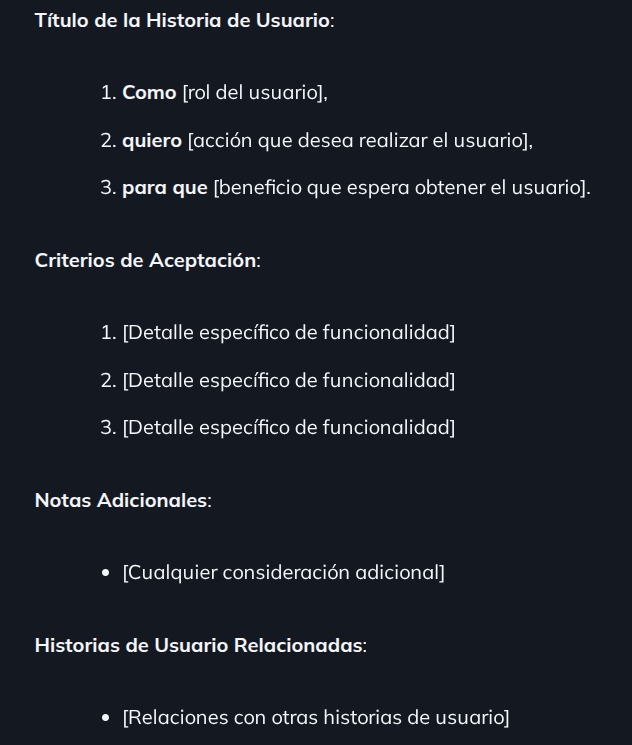 Título de la Historia de Usuario:
1. Como [rol del usuario],
2. quiero [acción que desea realizar el usuario],
3. para que [beneficio que espera obtener el usuario].
Criterios de Aceptación:
1. [Detalle específico de funcionalidad]
2. [Detalle específico de funcionalidad]
3. [Detalle específico de funcionalidad]
Notas Adicionales:
• [Cualquier consideración adicional]
Historias de Usuario Relacionadas:
• [Relaciones con otras historias de usuario]